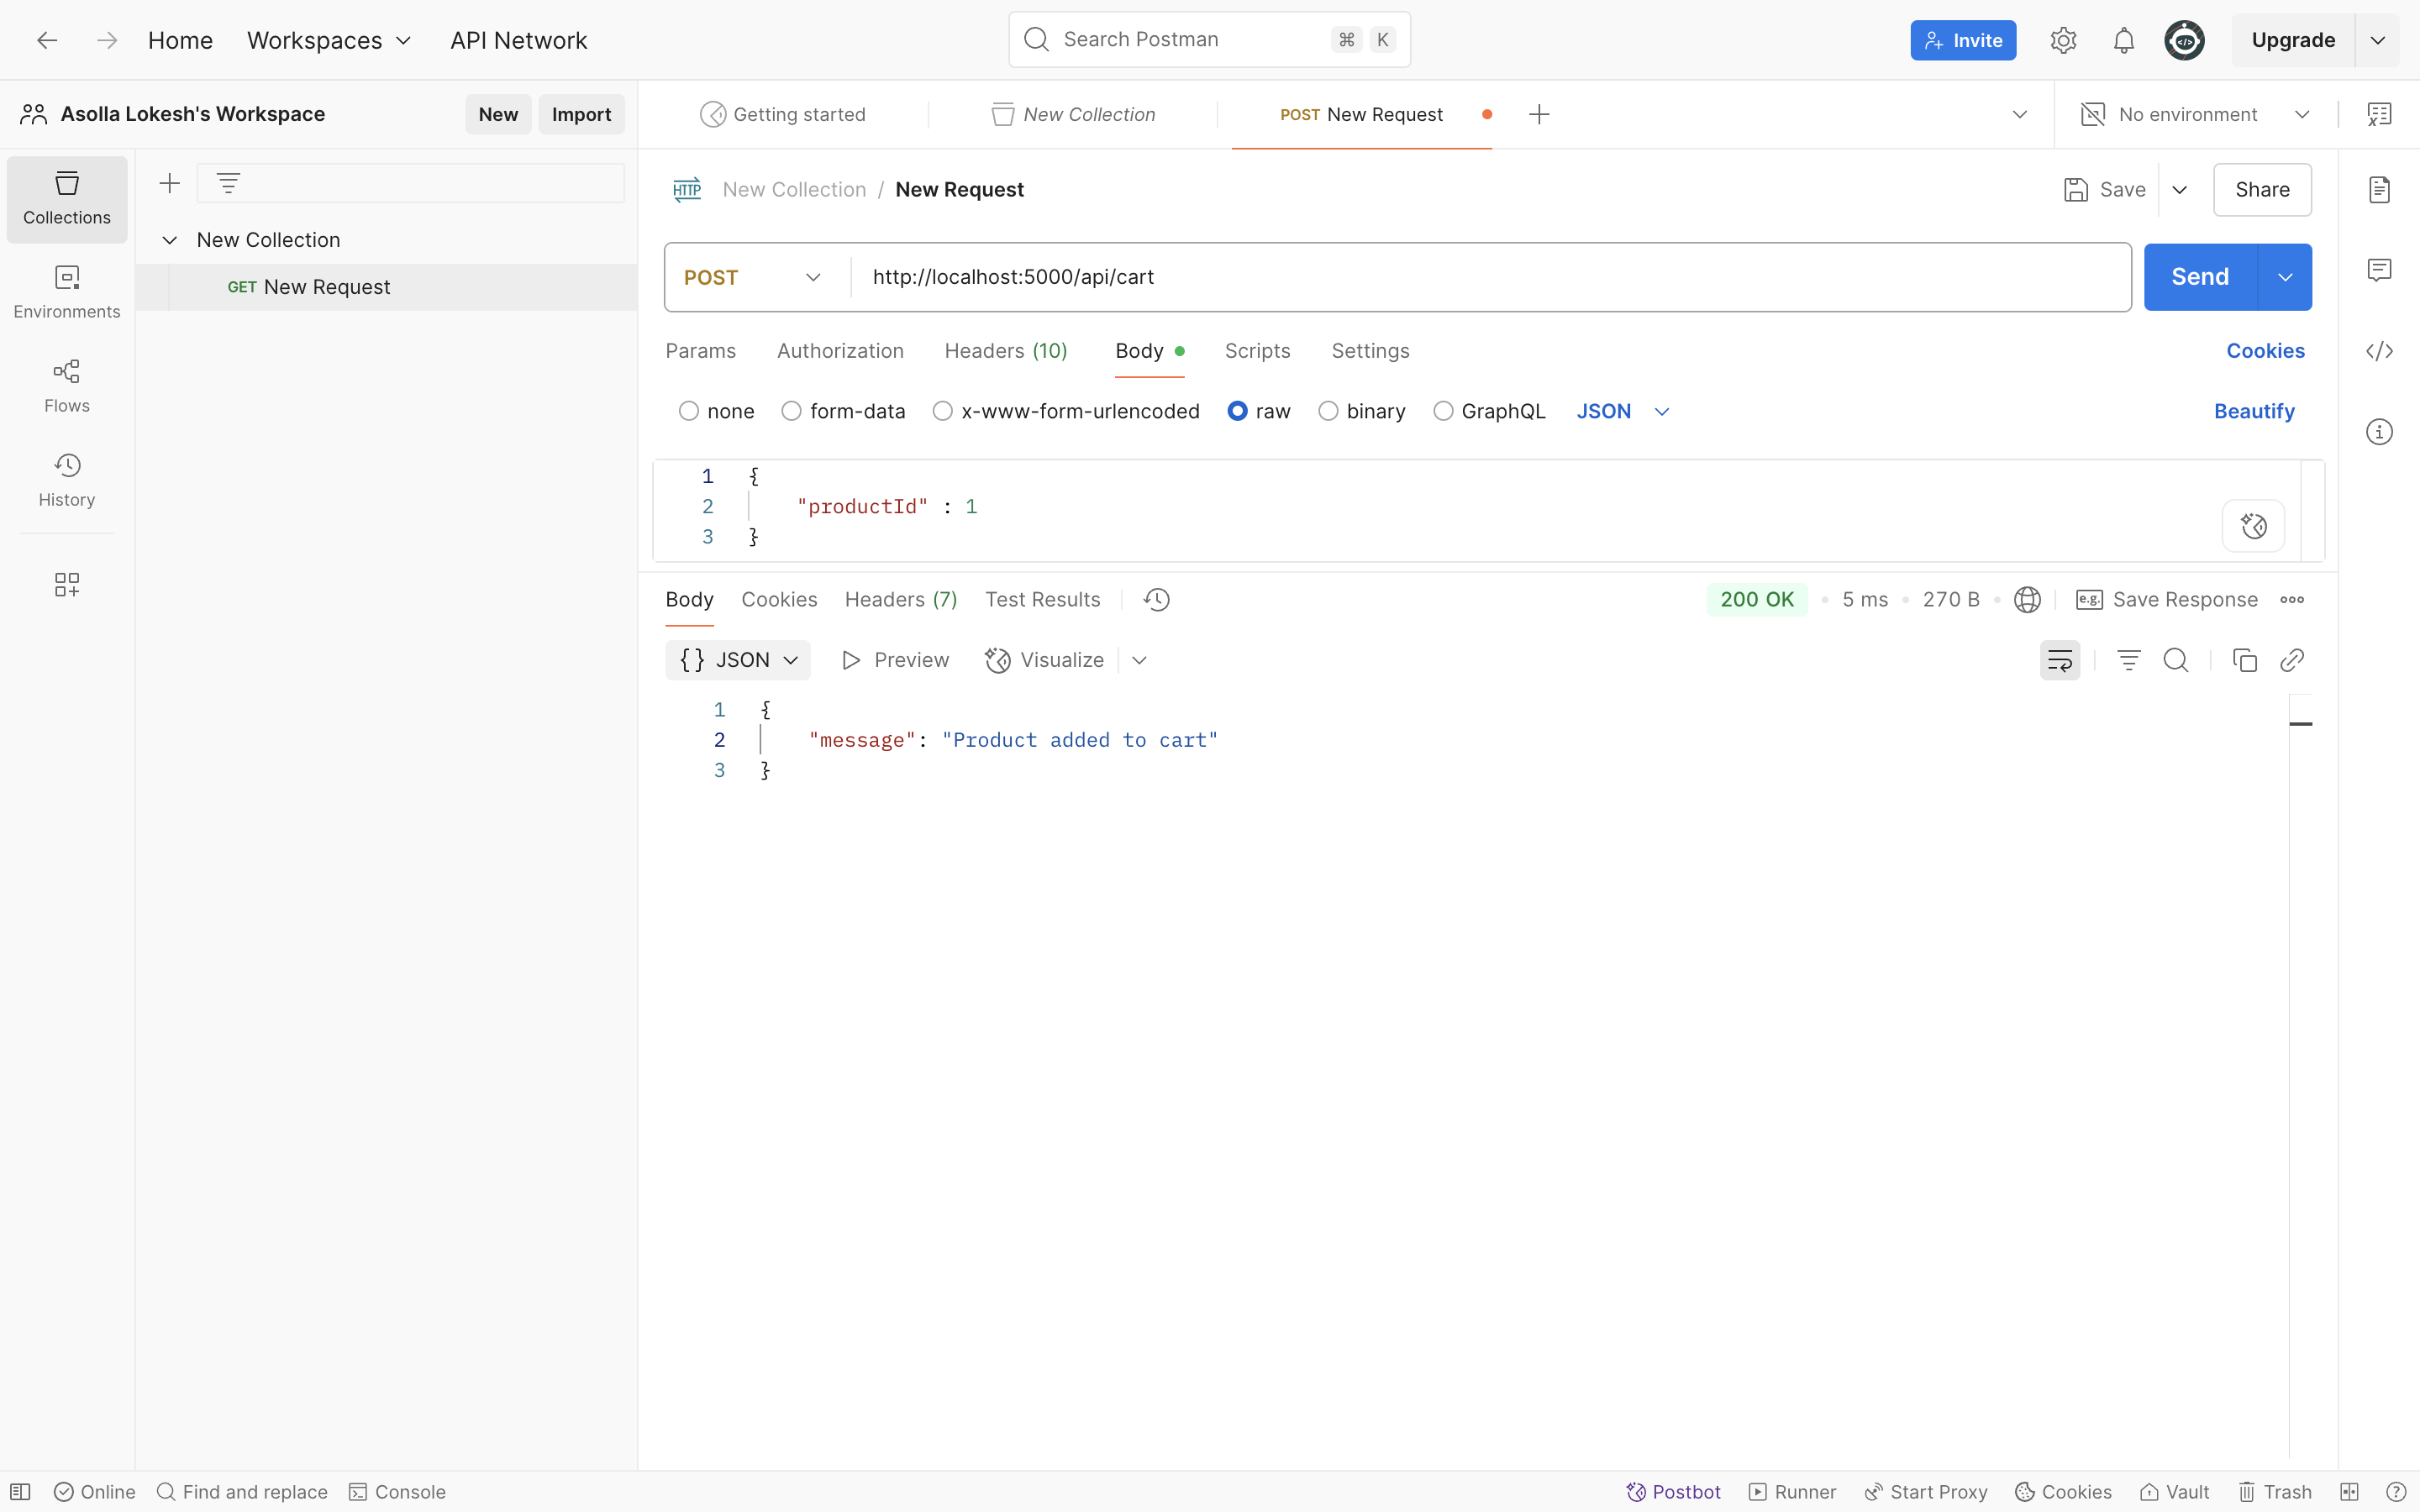 Home Workspaces API Network Search Postman ⌘ K Invite Upgrade
Asolla Lokesh's Workspace New Import Getting started New Collection POST New Request No environment
Collections
New Collection
GET New Request
Environments
Flows
History
HTTP New Collection / New Request Save Share
POST http://localhost:5000/api/cart Send
Params Authorization Headers (10) Body Scripts Settings Cookies
none form-data x-www-form-urlencoded raw binary GraphQL JSON Beautify
1 {
2 "productId" : 1
3 }
Body Cookies Headers (7) Test Results 200 OK • 5 ms • 270 B • e.g. Save Response
{} JSON Preview Visualize
1 {
2 "message": "Product added to cart"
3 }
Online Find and replace Console Postbot Runner Start Proxy Cookies Vault Trash